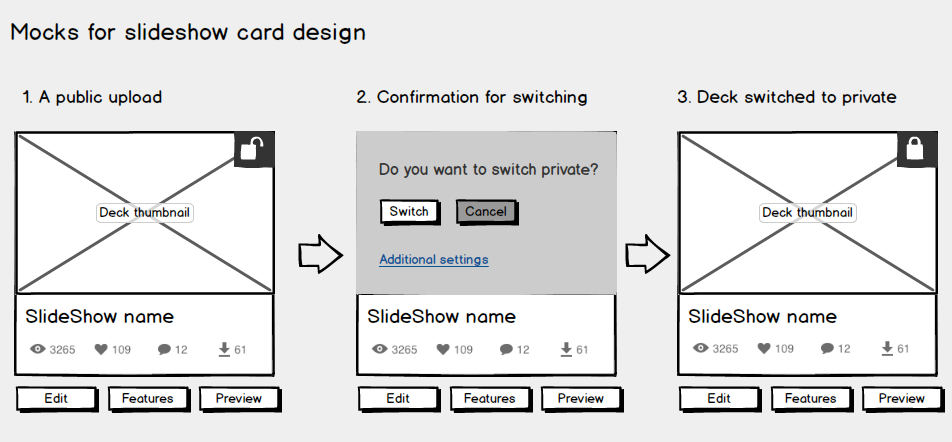 Mocks for slideshow card design
1. A public upload
2. Confirmation for switching
3. Deck switched to private
Deck thumbnail
SlideShow name
3265 109 12 61
Edit Features Preview
Do you want to switch private?
Switch Cancel
Additional settings
SlideShow name
3265 109 12 61
Edit Features Preview
Deck thumbnail
SlideShow name
3265 109 12 61
Edit Features Preview